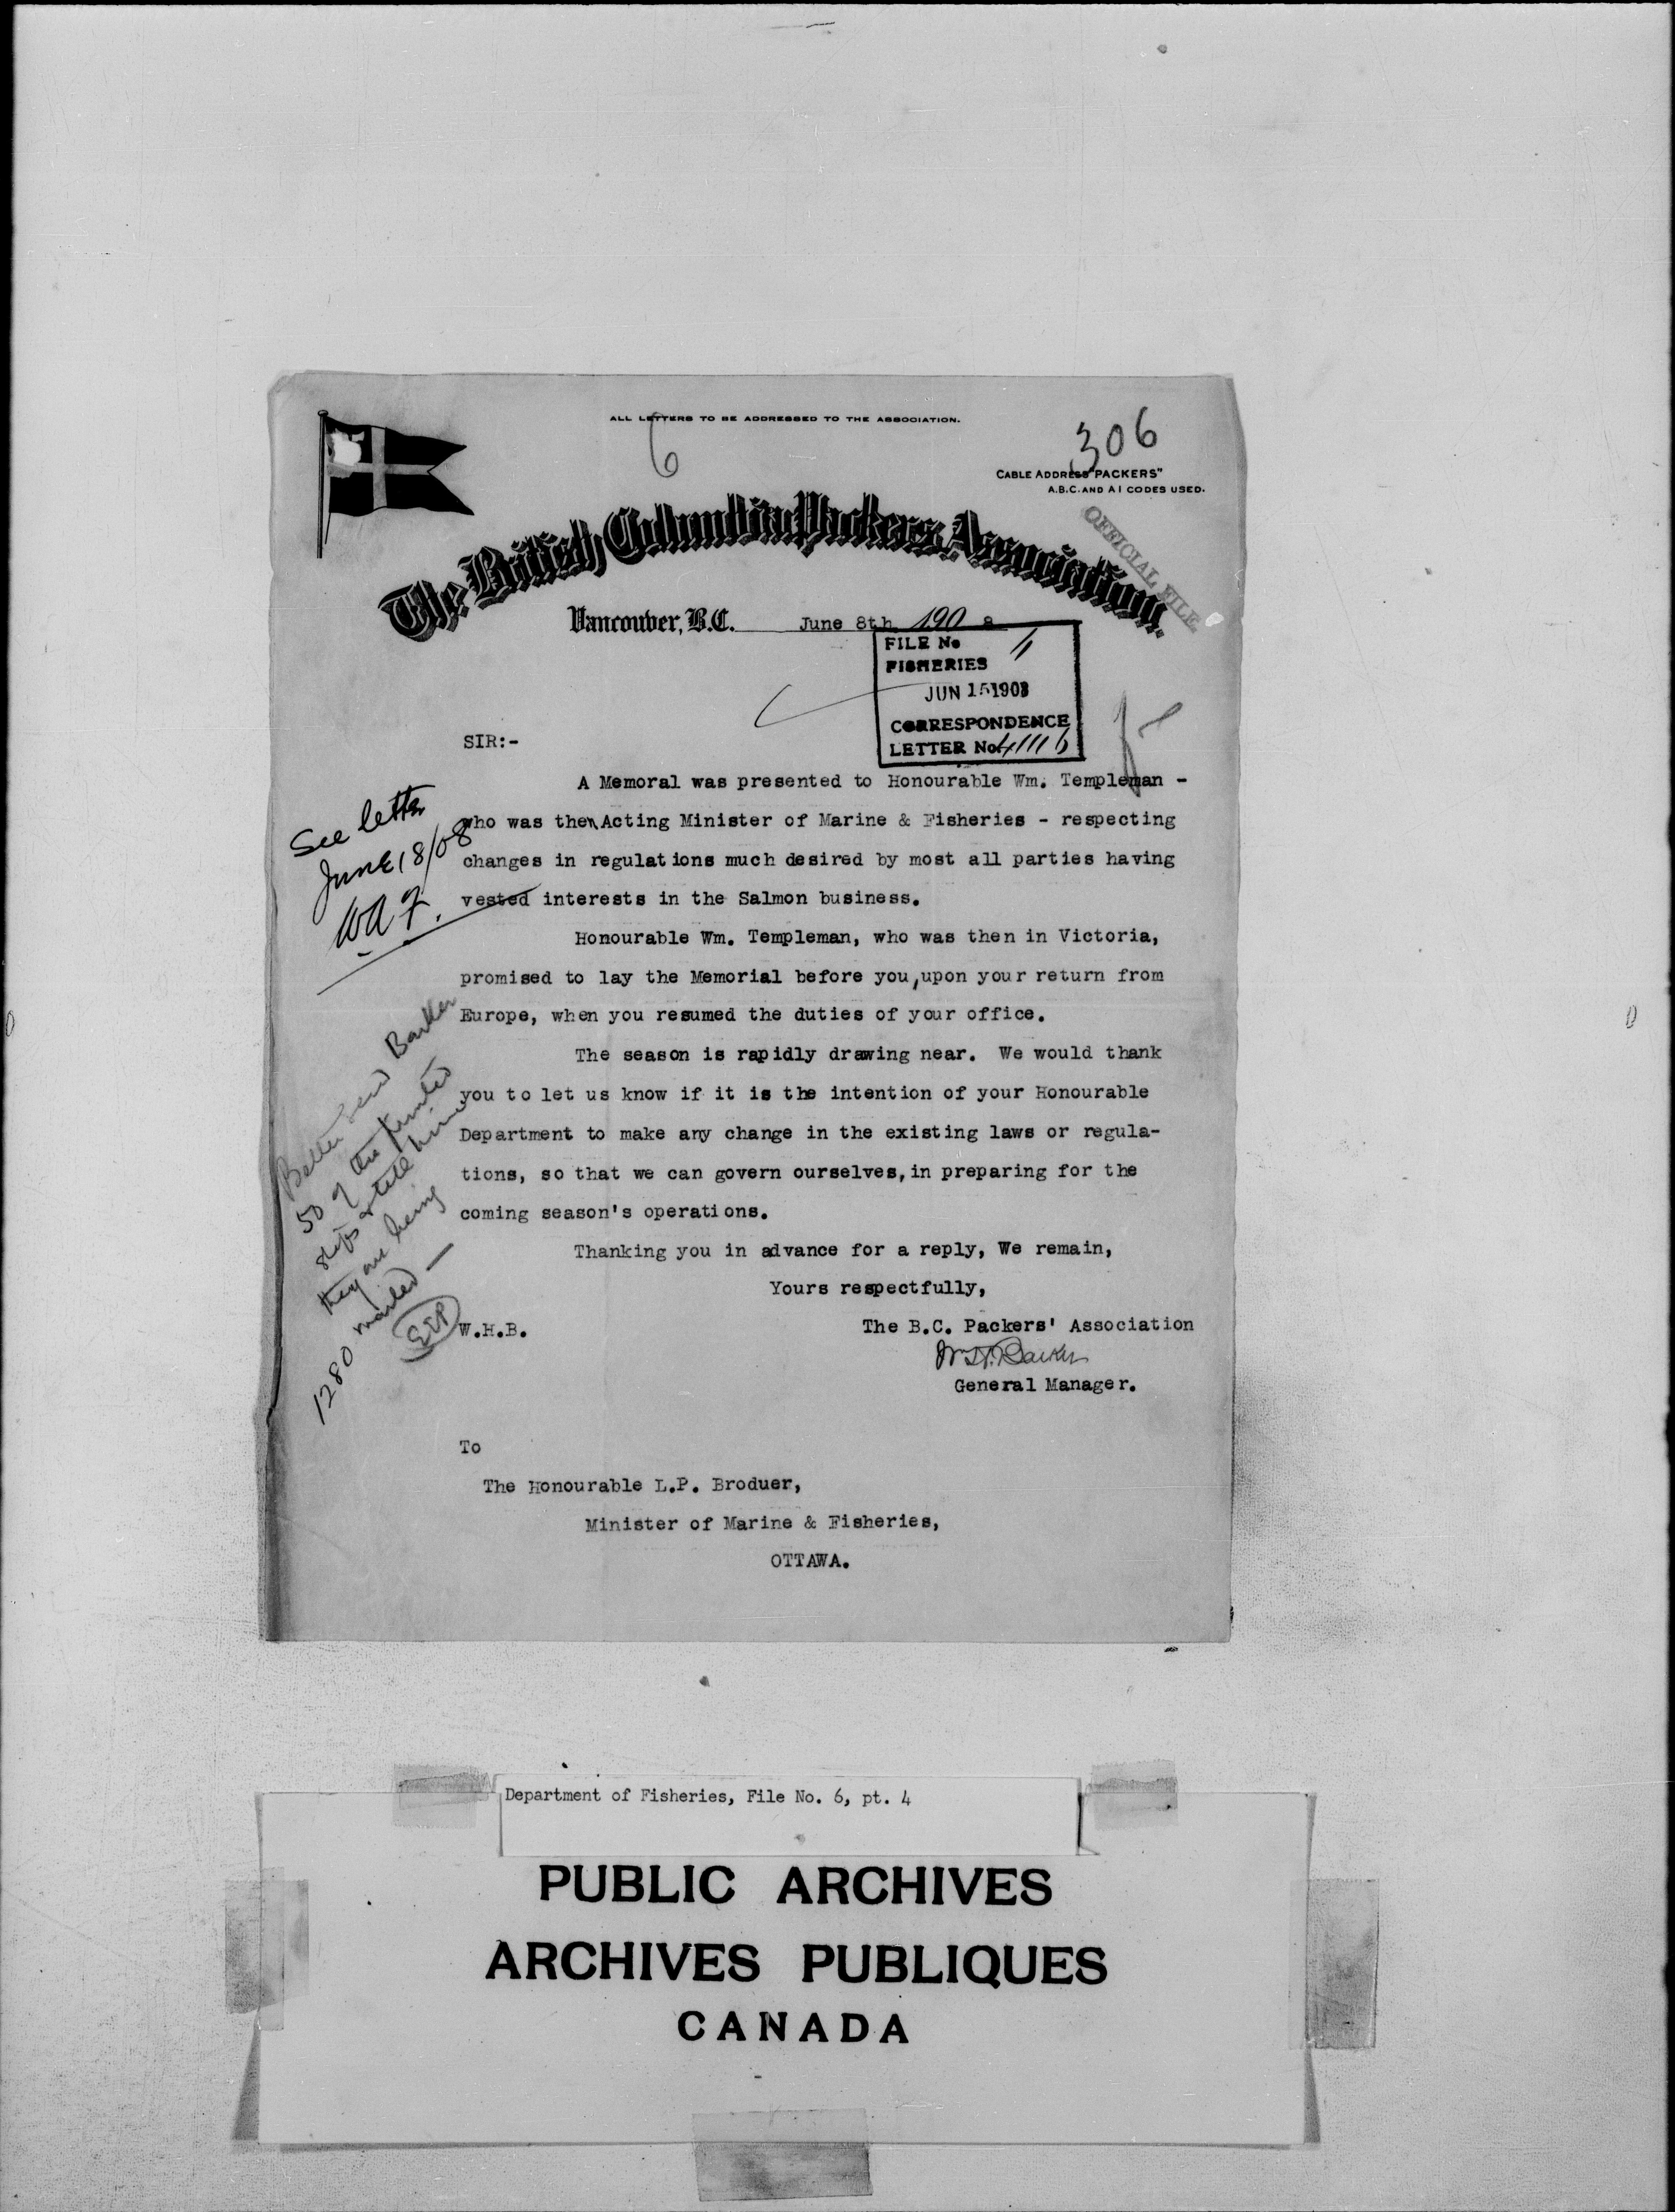 ALL LETTERS TO BE ADDRESSED TO THE ASSOCIATION.
6
306
CABLE ADDRESS "PACKERS"
A.B.C. AND A I CODES USED.
The British Columbia Packers Association.
OFFICIAL FILE
Vancouver, B.C. June 8th 190 8
FILE No 6
FISHERIES
JUN 15 1908
CORRESPONDENCE
LETTER No. 41116
SIR:-
A Memoral was presented to Honourable Wm. Templeman -
who was then Acting Minister of Marine & Fisheries - respecting
changes in regulations much desired by most all parties having
vested interests in the Salmon business.
Honourable Wm. Templeman, who was then in Victoria,
promised to lay the Memorial before you, upon your return from
Europe, when you resumed the duties of your office.
The season is rapidly drawing near. We would thank
you to let us know if it is the intention of your Honourable
Department to make any change in the existing laws or regula-
tions, so that we can govern ourselves, in preparing for the
coming season's operations.
Thanking you in advance for a reply, We remain,
Yours respectfully,
W.H.B. The B.C. Packers' Association
Wm H. Barker
General Manager.
See letter
June 18/08
WAF.
Better send Barker
50 of the printed
slips & tell him
they are being
mailed —
1280
To
The Honourable L.P. Broduer,
Minister of Marine & Fisheries,
OTTAWA.
Department of Fisheries, File No. 6, pt. 4
PUBLIC ARCHIVES
ARCHIVES PUBLIQUES
CANADA